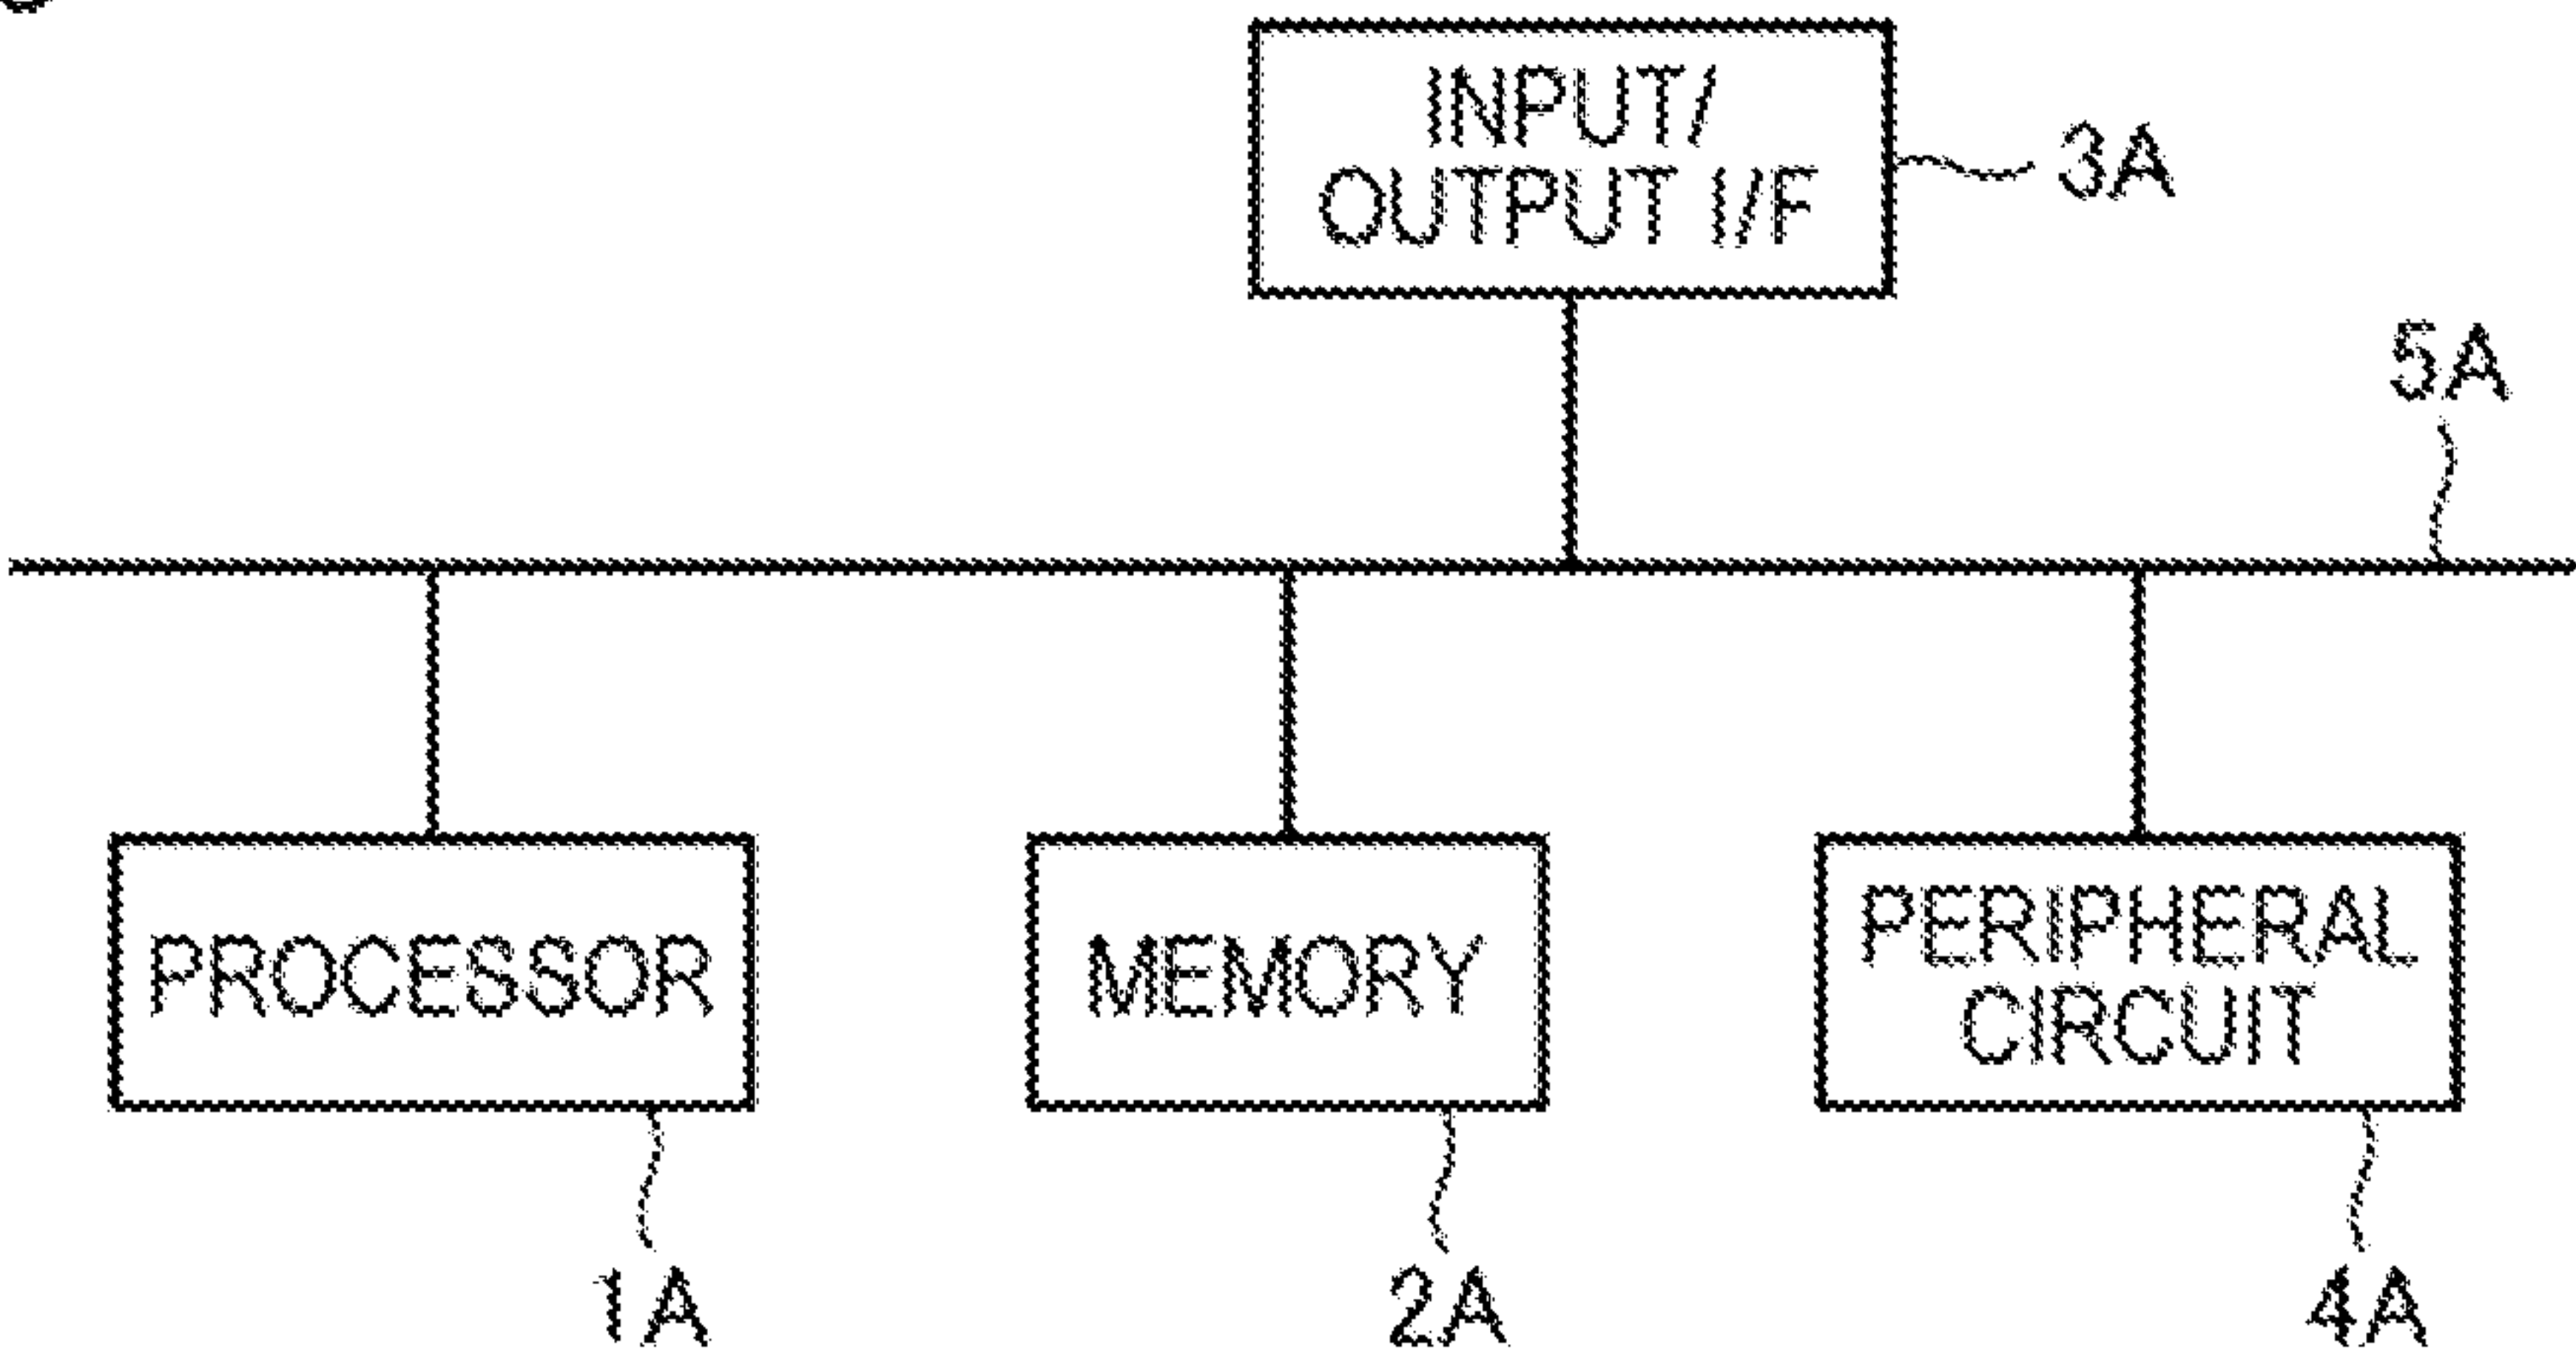 INPUT/
OUTPUT I/F
3A
5A
PROCESSOR
MEMORY
PERIPHERAL
CIRCUIT
1A
2A
4A